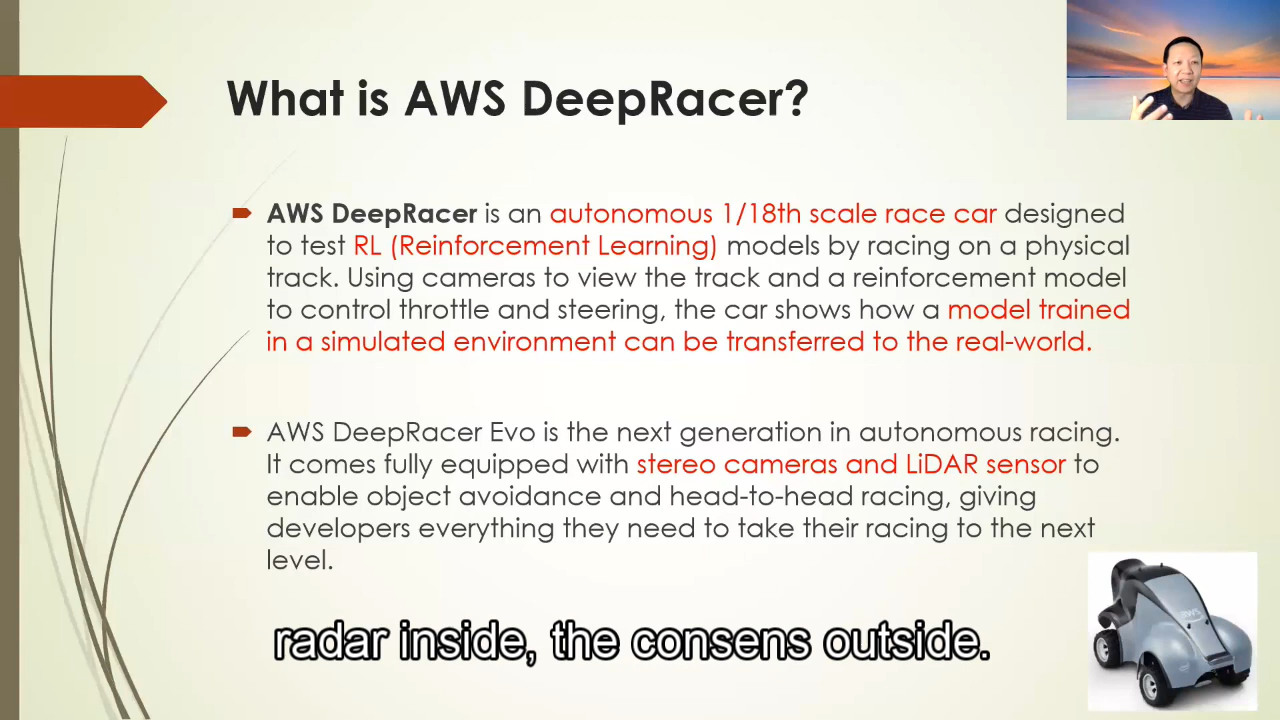 What is AWS DeepRacer?
AWS DeepRacer is an autonomous 1/18th scale race car designed
to test RL (Reinforcement Learning) models by racing on a physical
track. Using cameras to view the track and a reinforcement model
to control throttle and steering, the car shows how a model trained
in a simulated environment can be transferred to the real-world.
AWS DeepRacer Evo is the next generation in autonomous racing.
It comes fully equipped with stereo cameras and LiDAR sensor to
enable object avoidance and head-to-head racing, giving
developers everything they need to take their racing to the next
level.
aws
radar inside, the consens outside.